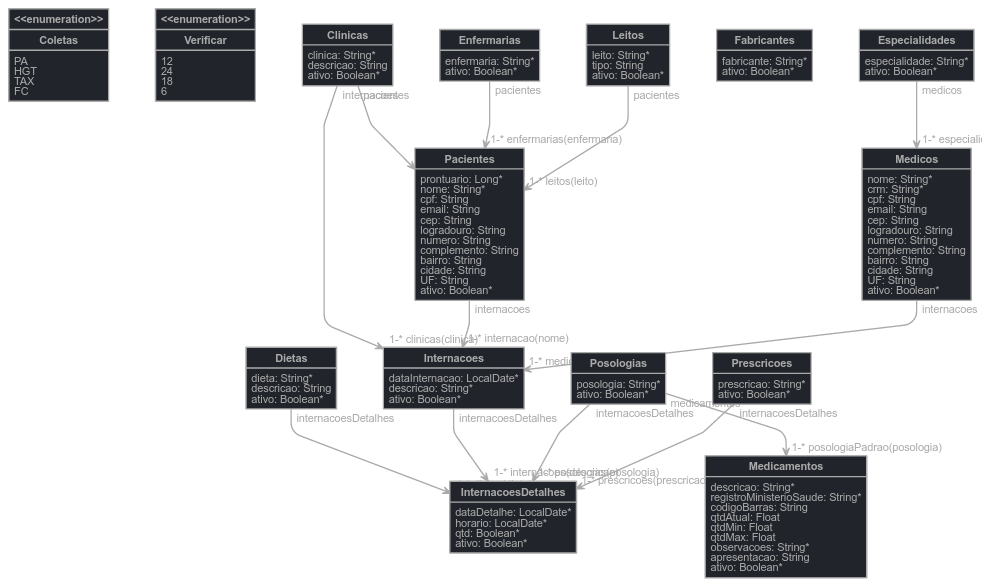 <<enumeration>>
Coletas
PA
HGT
TAX
FC
<<enumeration>>
Verificar
12
24
18
6
Clinicas
clinica: String*
descricao: String
ativo: Boolean*
Enfermarias
enfermaria: String*
ativo: Boolean*
Leitos
leito: String*
tipo: String
ativo: Boolean*
Fabricantes
fabricante: String*
ativo: Boolean*
Especialidades
especialidade: String*
ativo: Boolean*
internacoes
pacientes
pacientes
pacientes
medicos
1-* enfermarias(enfermaria)
1-* leitos(leito)
1-* especiali
Pacientes
prontuario: Long*
nome: String*
cpf: String
email: String
cep: String
logradouro: String
numero: String
complemento: String
bairro: String
cidade: String
UF: String
ativo: Boolean*
Medicos
nome: String*
crm: String*
cpf: String
email: String
cep: String
logradouro: String
numero: String
complemento: String
bairro: String
cidade: String
UF: String
ativo: Boolean*
internacoes
internacoes
1-* clinicas(clinica)
1-* internacao(nome)
1-* medic
Dietas
dieta: String*
descricao: String
ativo: Boolean*
Internacoes
dataInternacao: LocalDate*
descricao: String*
ativo: Boolean*
Posologias
posologia: String*
ativo: Boolean*
Prescricoes
prescricao: String*
ativo: Boolean*
internacoesDetalhes
internacoesDetalhes
internacoesDetalhes
medicamentos
internacoesDetalhes
1-* posologiaPadrao(posologia)
1-* prescricoes(prescricao)
InternacoesDetalhes
dataDetalhe: LocalDate*
horario: LocalDate*
qtd: Boolean*
ativo: Boolean*
Medicamentos
descricao: String*
registroMinisterioSaude: String*
codigoBarras: String
qtdAtual: Float
qtdMin: Float
qtdMax: Float
observacoes: String*
apresentacao: String
ativo: Boolean*